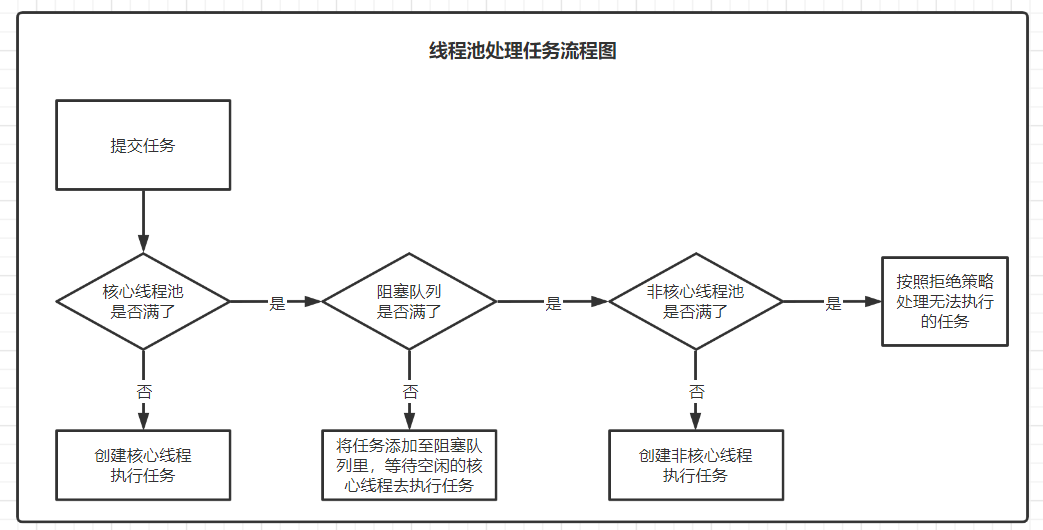 线程池处理任务流程图
提交任务
核心线程池
是否满了
是
阻塞队列
是否满了
是
非核心线程池
是否满了
是
按照拒绝策略
处理无法执行
的任务
否
否
否
创建核心线程
执行任务
将任务添加至阻塞队
列里，等待空闲的核
心线程去执行任务
创建非核心线程
执行任务